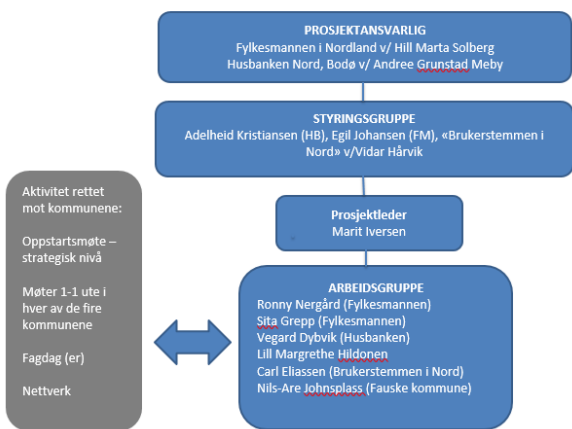 PROSJEKTANSVARLIG
Fylkesmannen i Nordland v/ Hill Marta Solberg
Husbanken Nord, Bodø v/ Andree Grunstad Meby
STYRINGSGRUPPE
Adelheid Kristiansen (HB), Egil Johansen (FM), «Brukerstemmen i
Nord» v/Vidar Hårvik
Prosjektleder
Marit Iversen
Aktivitet rettet
mot kommunene:
Oppstartsmøte –
strategisk nivå
Møter 1-1 ute i
hver av de fire
kommunene
Fagdag (er)
Nettverk
ARBEIDSGRUPPE
Ronny Nergård (Fylkesmannen)
Sita Grepp (Fylkesmannen)
Vegard Dybvik (Husbanken)
Lill Margrethe Hildonen
Carl Eliassen (Brukerstemmen i Nord)
Nils-Are Johnsplass (Fauske kommune)